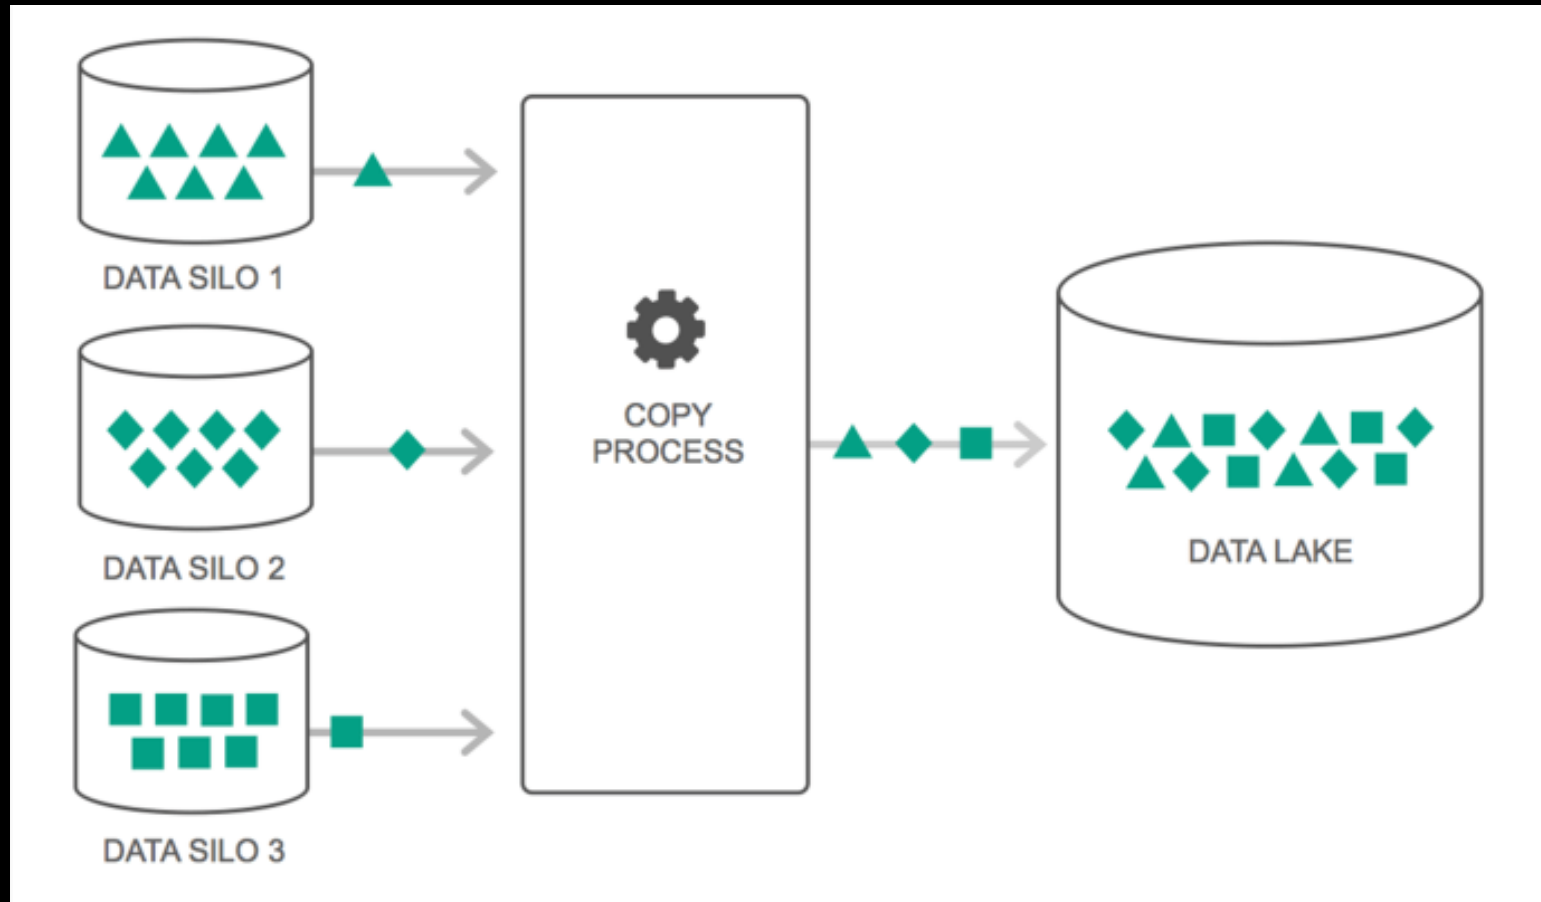 DATA SILO 1
DATA SILO 2
DATA SILO 3
COPY
PROCESS
DATA LAKE